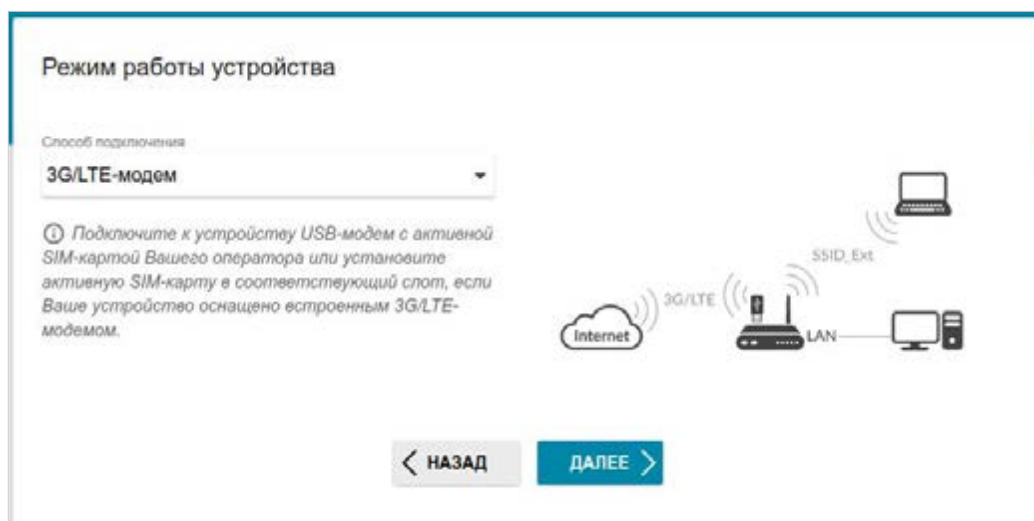 Режим работы устройства
Способ подключения
3G/LTE-модем
Подключите к устройству USB-модем с активной
SIM-картой Вашего оператора или установите
активную SIM-карту в соответствующий слот, если
Ваше устройство оснащено встроенным 3G/LTE-
модемом.
SSID_Ext
3G/LTE
Internet
LAN
НАЗАД
ДАЛЕЕ